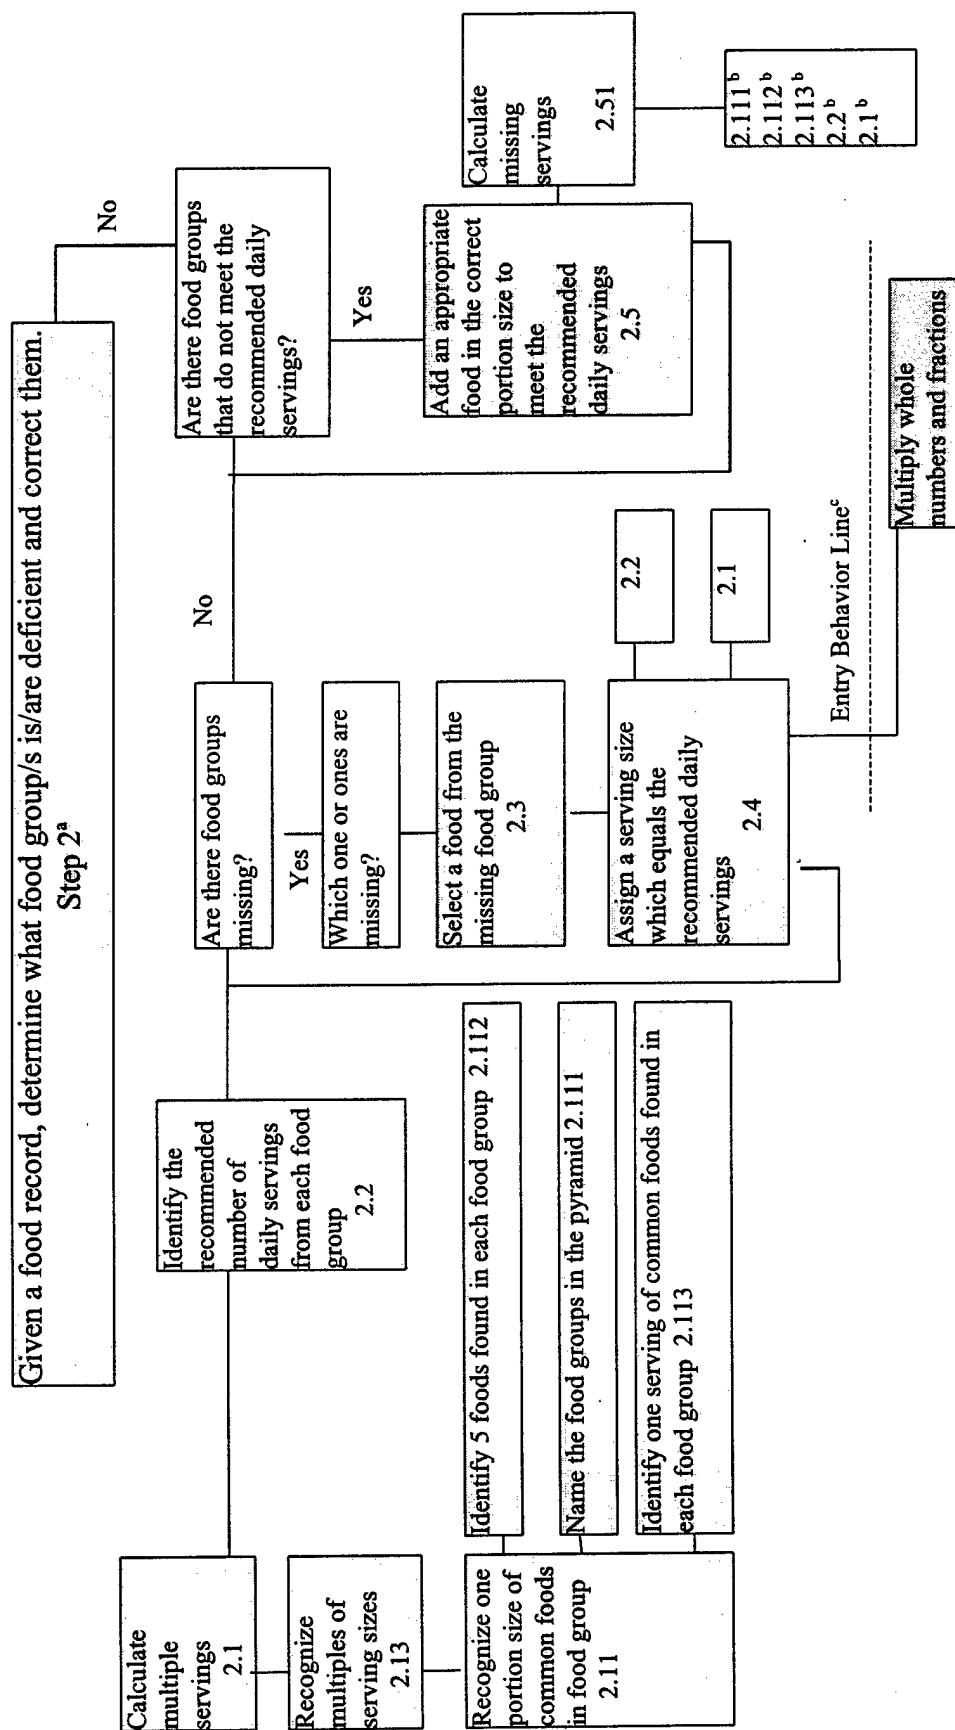 Given a food record, determine what food group/s is/are deficient and correct them.
Step 2ᵃ
Calculate
multiple
servings
2.1
Recognize
multiples of
serving sizes
2.13
Recognize one
portion size of
common foods
in food group
2.11
Identify 5 foods found in each food group 2.112
Name the food groups in the pyramid 2.111
Identify one serving of common foods found in
each food group 2.113
Identify the
recommended
number of
daily servings
from each food
group
2.2
Are there food groups
missing?
No
Yes
Which one or ones are
missing?
Select a food from the
missing food group
2.3
Assign a serving size
which equals the
recommended daily
servings
2.4
2.2
2.1
Are there food groups
that do not meet the
recommended daily
servings?
No
Yes
Add an appropriate
food in the correct
portion size to
meet the
recommended
daily servings
2.5
Calculate
missing
servings
2.51
2.111ᵇ
2.112ᵇ
2.113ᵇ
2.2ᵇ
2.1ᵇ
Entry Behavior Lineᶜ
Multiply whole
numbers and fractions